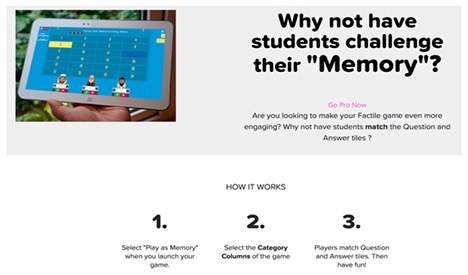 Why not have
students challenge
their "Memory"?
Go Pro Now
Are you looking to make your Factile game even more
engaging? Why not have students match the Question and
Answer tiles ?
HOW IT WORKS
1.
2.
3.
Select "Play as Memory"
when you launch your
game.
Select the Category
Columns of the game
Players match Question
and Answer tiles. Then
have fun!